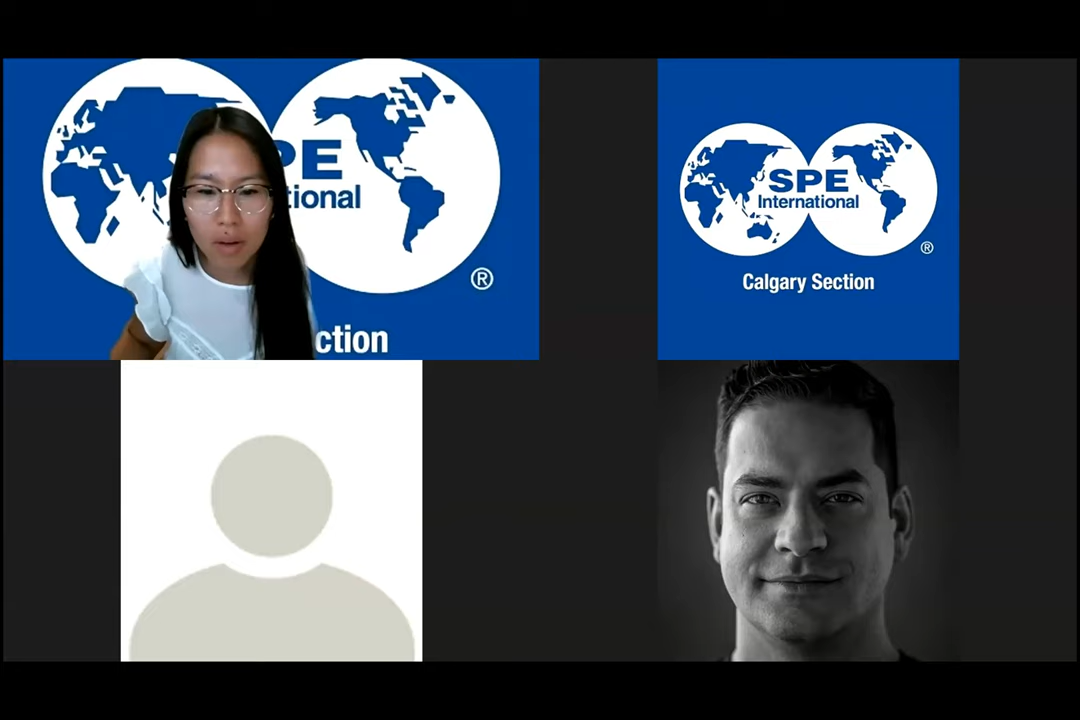 PE
tional
®
ction
SPE
International
®
Calgary Section